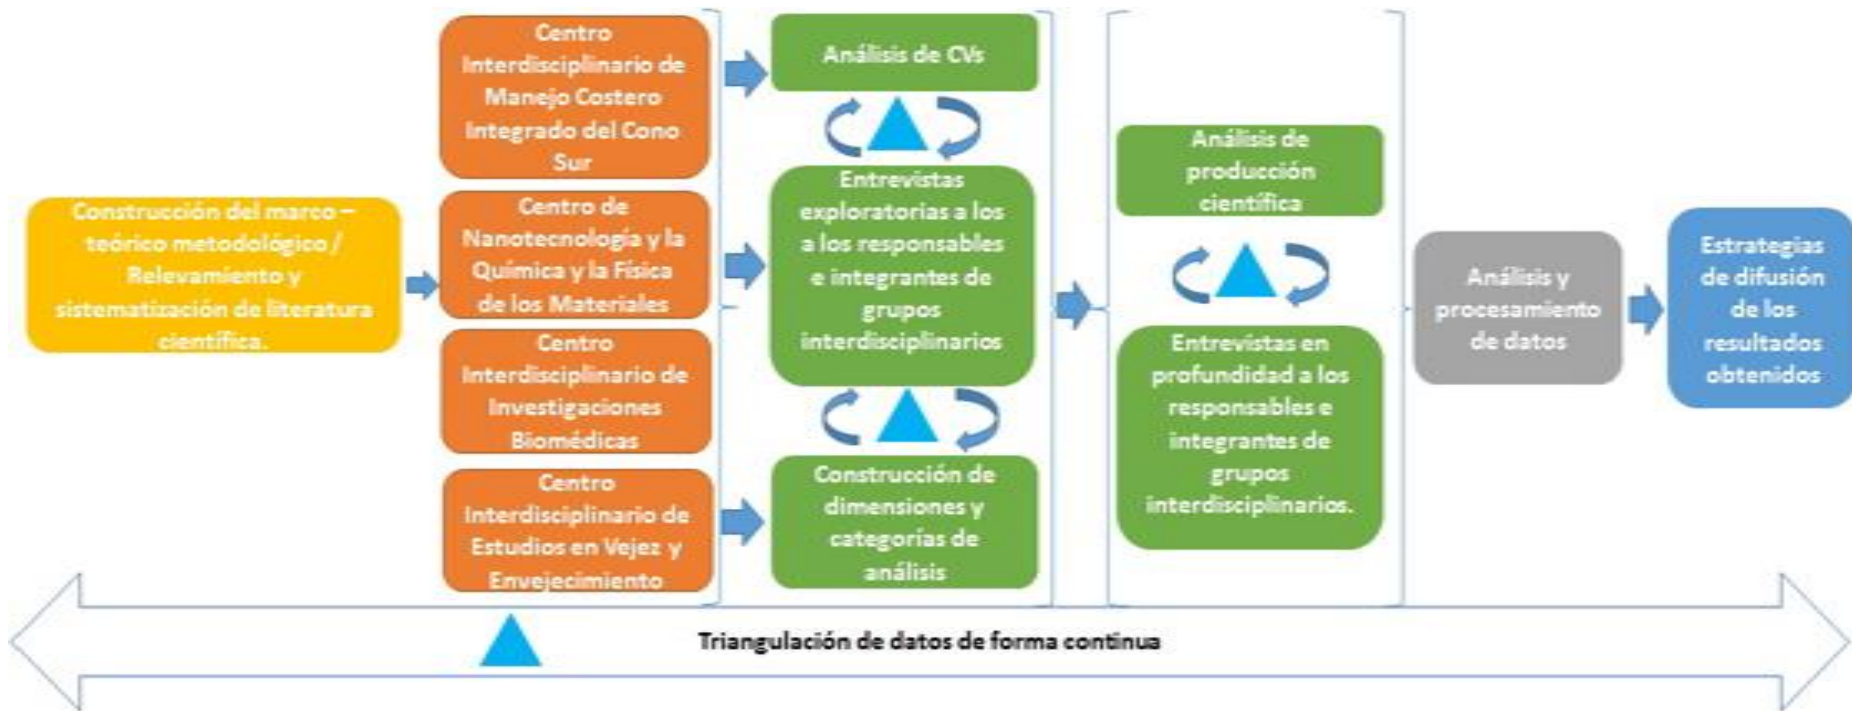 Construcción del marco –
teórico metodológico /
Relevamiento y
sistematización de literatura
científica.
Centro
Interdisciplinario de
Manejo Costero
Integrado del Cono
Sur
Centro de
Nanotecnología y la
Química y la Física
de los Materiales
Centro
Interdisciplinario de
Investigaciones
Biomédicas
Centro
Interdisciplinario de
Estudios en Vejez y
Envejecimiento
Análisis de CVs
Entrevistas
exploratorias a los
a los responsables
e integrantes de
grupos
interdisciplinarios
Construcción de
dimensiones y
categorías de
análisis
Análisis de
producción
científica
Entrevistas en
profundidad a los
responsables e
integrantes de
grupos
interdisciplinarios.
Análisis y
procesamiento
de datos
Estrategias
de difusión
de los
resultados
obtenidos
Triangulación de datos de forma continua